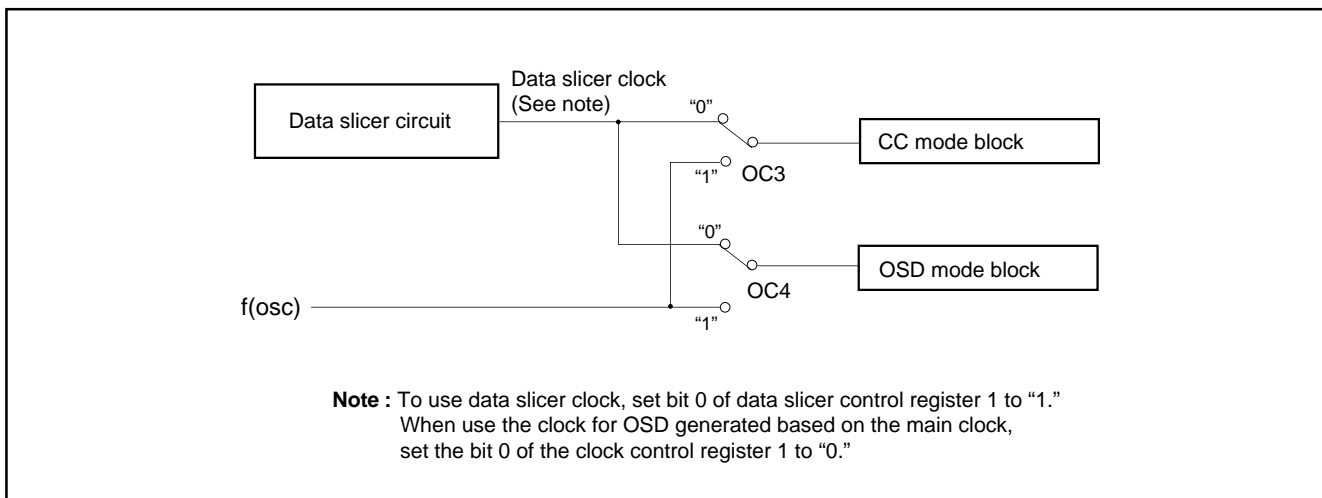 Data slicer clock
(See note)
Data slicer circuit
“0”
CC mode block
“1”
OC3
“0”
OSD mode block
OC4
f(osc)
“1”
Note : To use data slicer clock, set bit 0 of data slicer control register 1 to “1.”
When use the clock for OSD generated based on the main clock,
set the bit 0 of the clock control register 1 to “0.”